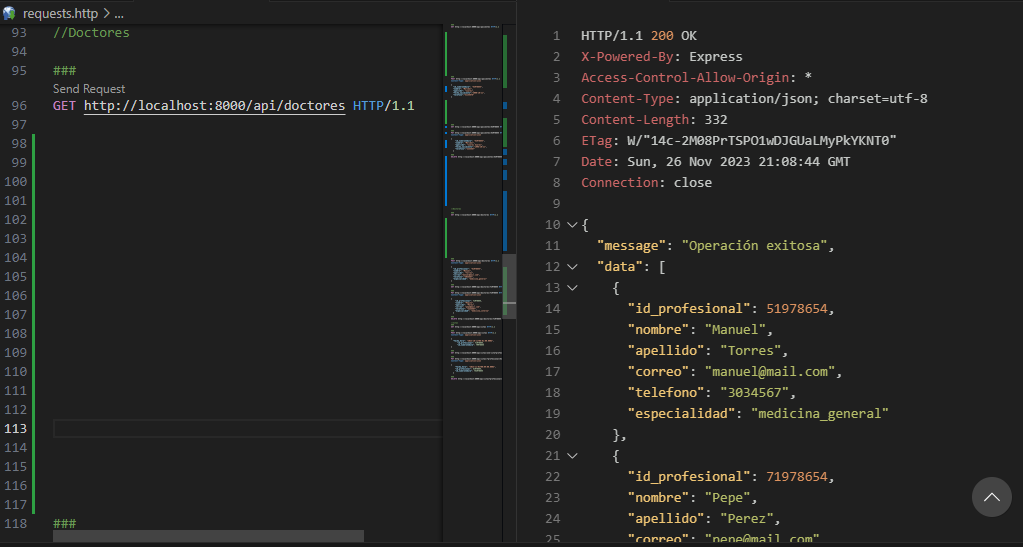 requests.http > ...
93 //Doctores
94
95 ###
Send Request
96 GET http://localhost:8000/api/doctores HTTP/1.1
97
98
99
100
101
102
103
104
105
106
107
108
109
110
111
112
113
114
115
116
117
118 ###
1 HTTP/1.1 200 OK
2 X-Powered-By: Express
3 Access-Control-Allow-Origin: *
4 Content-Type: application/json; charset=utf-8
5 Content-Length: 332
6 ETag: W/"14c-2M08PrTSPO1wDJGUaLMyPkYKNT0"
7 Date: Sun, 26 Nov 2023 21:08:44 GMT
8 Connection: close
9
10 {
11 "message": "Operación exitosa",
12 "data": [
13 {
14 "id_profesional": 51978654,
15 "nombre": "Manuel",
16 "apellido": "Torres",
17 "correo": "manuel@mail.com",
18 "telefono": "3034567",
19 "especialidad": "medicina_general"
20 },
21 {
22 "id_profesional": 71978654,
23 "nombre": "Pepe",
24 "apellido": "Perez",
25 "correo": "pepe@mail.com"